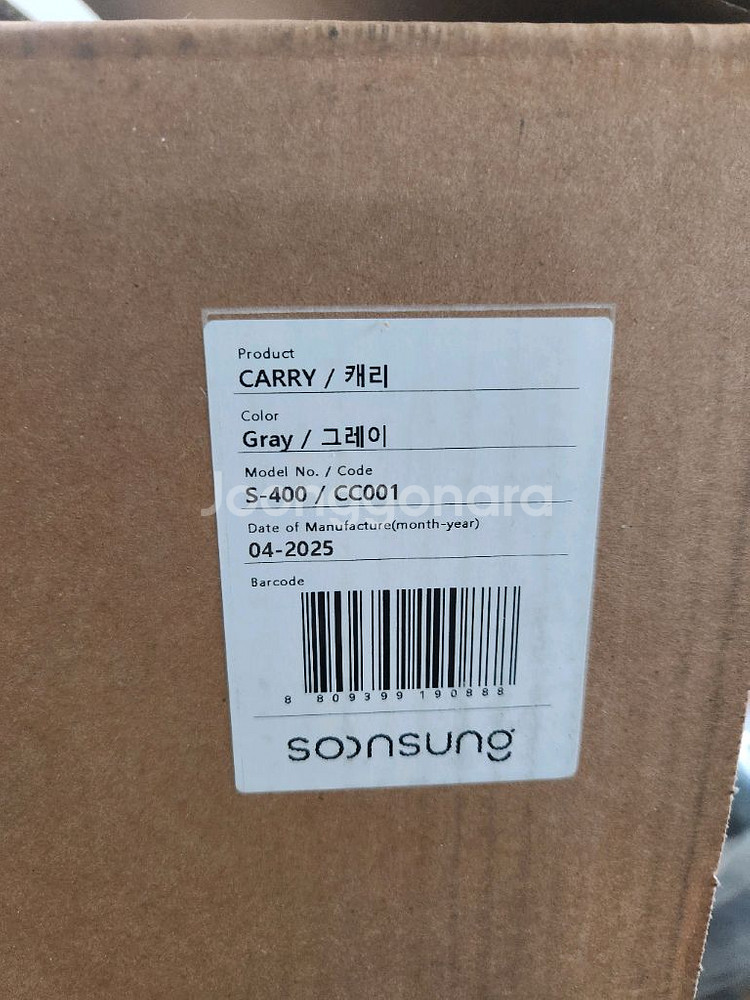 Product
CARRY / 캐리
Color
Gray / 그레이
Model No. / Code
S-400 / CC001
Joonggonara
Date of Manufacture(month-year)
04-2025
Barcode
8 809399 190888
soonsung